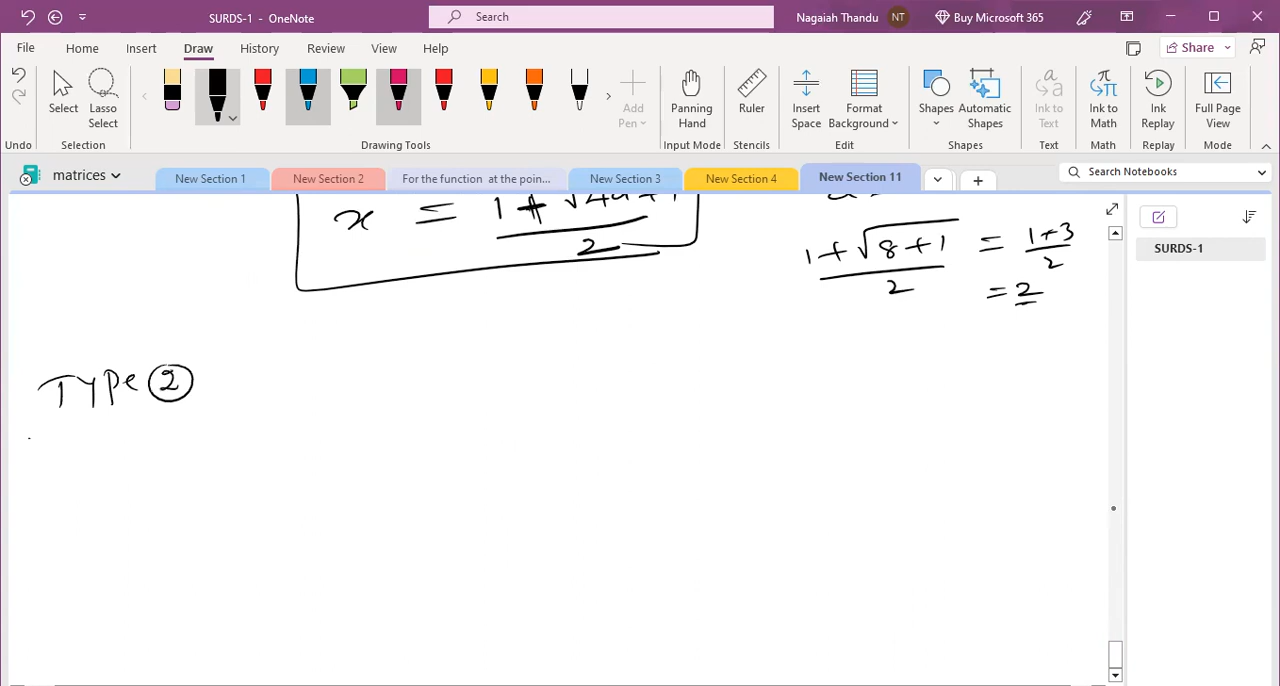 SURDS-1 - OneNote
Search
Nagaiah Thandu NT
Buy Microsoft 365
File Home Insert Draw History Review View Help
Share
Undo
Select
Lasso Select
Selection
Add Pen
Drawing Tools
Panning Hand
Input Mode
Ruler
Stencils
Insert Space
Format Background
Edit
Shapes
Automatic Shapes
Shapes
Ink to Text
Text
Ink to Math
Math
Ink Replay
Replay
Full Page View
Mode
matrices
New Section 1
New Section 2
For the function at the poin...
New Section 3
New Section 4
New Section 11
Search Notebooks
SURDS-1
x = (1+√4a+1)/2
(1+√8+1)/2 = (1+3)/2
= 2
TYPe ②